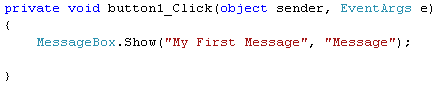 private void button1_Click(object sender, EventArgs e)
{
MessageBox.Show("My First Message", "Message");
}